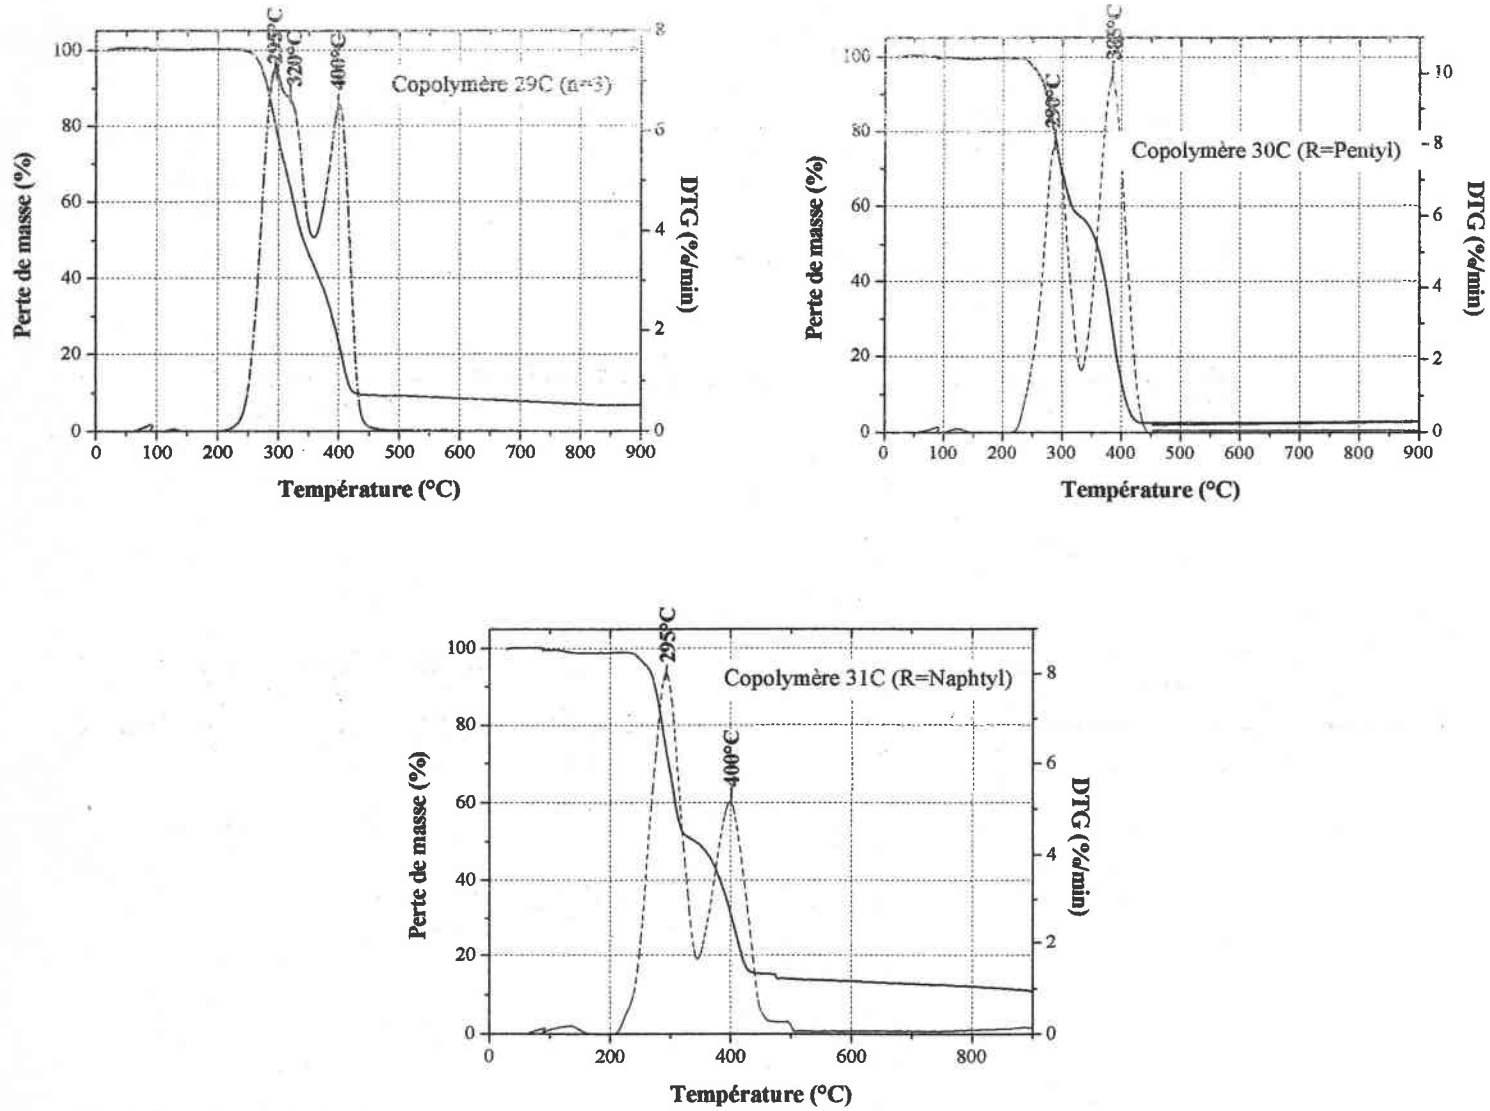 295°C
320°C
400°C
Copolymère 29C (n=3)
Perte de masse (%)
100
80
60
40
20
0
8
6
4
2
0
DTG (%/min)
0 100 200 300 400 500 600 700 800 900
Température (°C)
290°C
385°C
Copolymère 30C (R=Pentyl)
Perte de masse (%)
100
80
60
40
20
0
10
8
6
4
2
0
DTG (%/min)
0 100 200 300 400 500 600 700 800 900
Température (°C)
295°C
400°C
Copolymère 31C (R=Naphtyl)
Perte de masse (%)
100
80
60
40
20
0
8
6
4
2
0
DTG (%/min)
0 200 400 600 800
Température (°C)